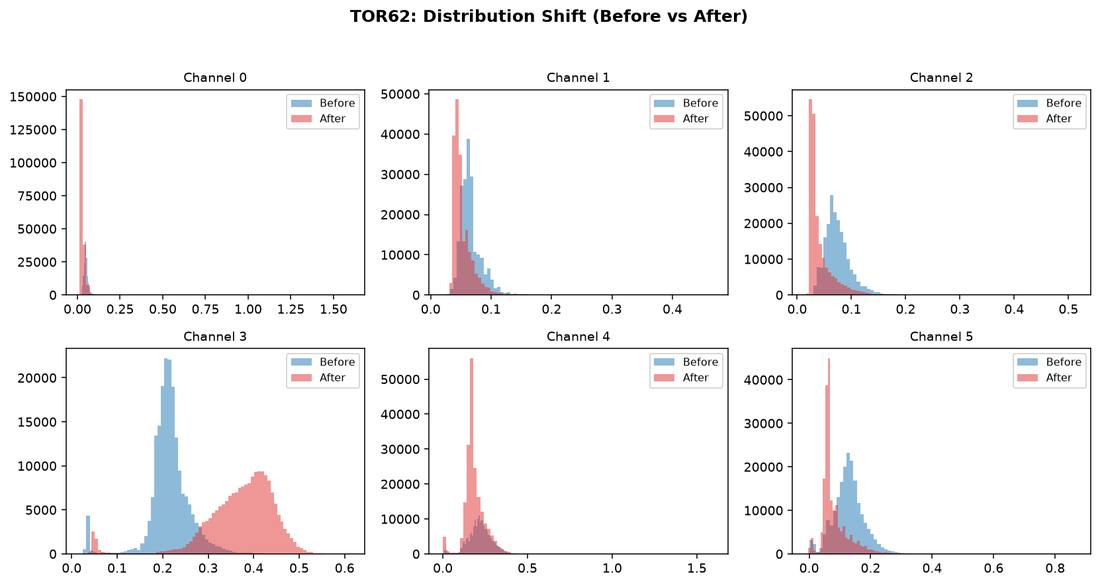 TOR62: Distribution Shift (Before vs After)
Channel 0
Channel 1
Channel 2
150000
125000
100000
75000
50000
25000
0
Before
After
0.00 0.25 0.50 0.75 1.00 1.25 1.50
50000
40000
30000
20000
10000
0
Before
After
0.0 0.1 0.2 0.3 0.4
50000
40000
30000
20000
10000
0
Before
After
0.0 0.1 0.2 0.3 0.4 0.5
Channel 3
Channel 4
Channel 5
20000
15000
10000
5000
0
Before
After
0.0 0.1 0.2 0.3 0.4 0.5 0.6
50000
40000
30000
20000
10000
0
Before
After
0.0 0.5 1.0 1.5
40000
30000
20000
10000
0
Before
After
0.0 0.2 0.4 0.6 0.8